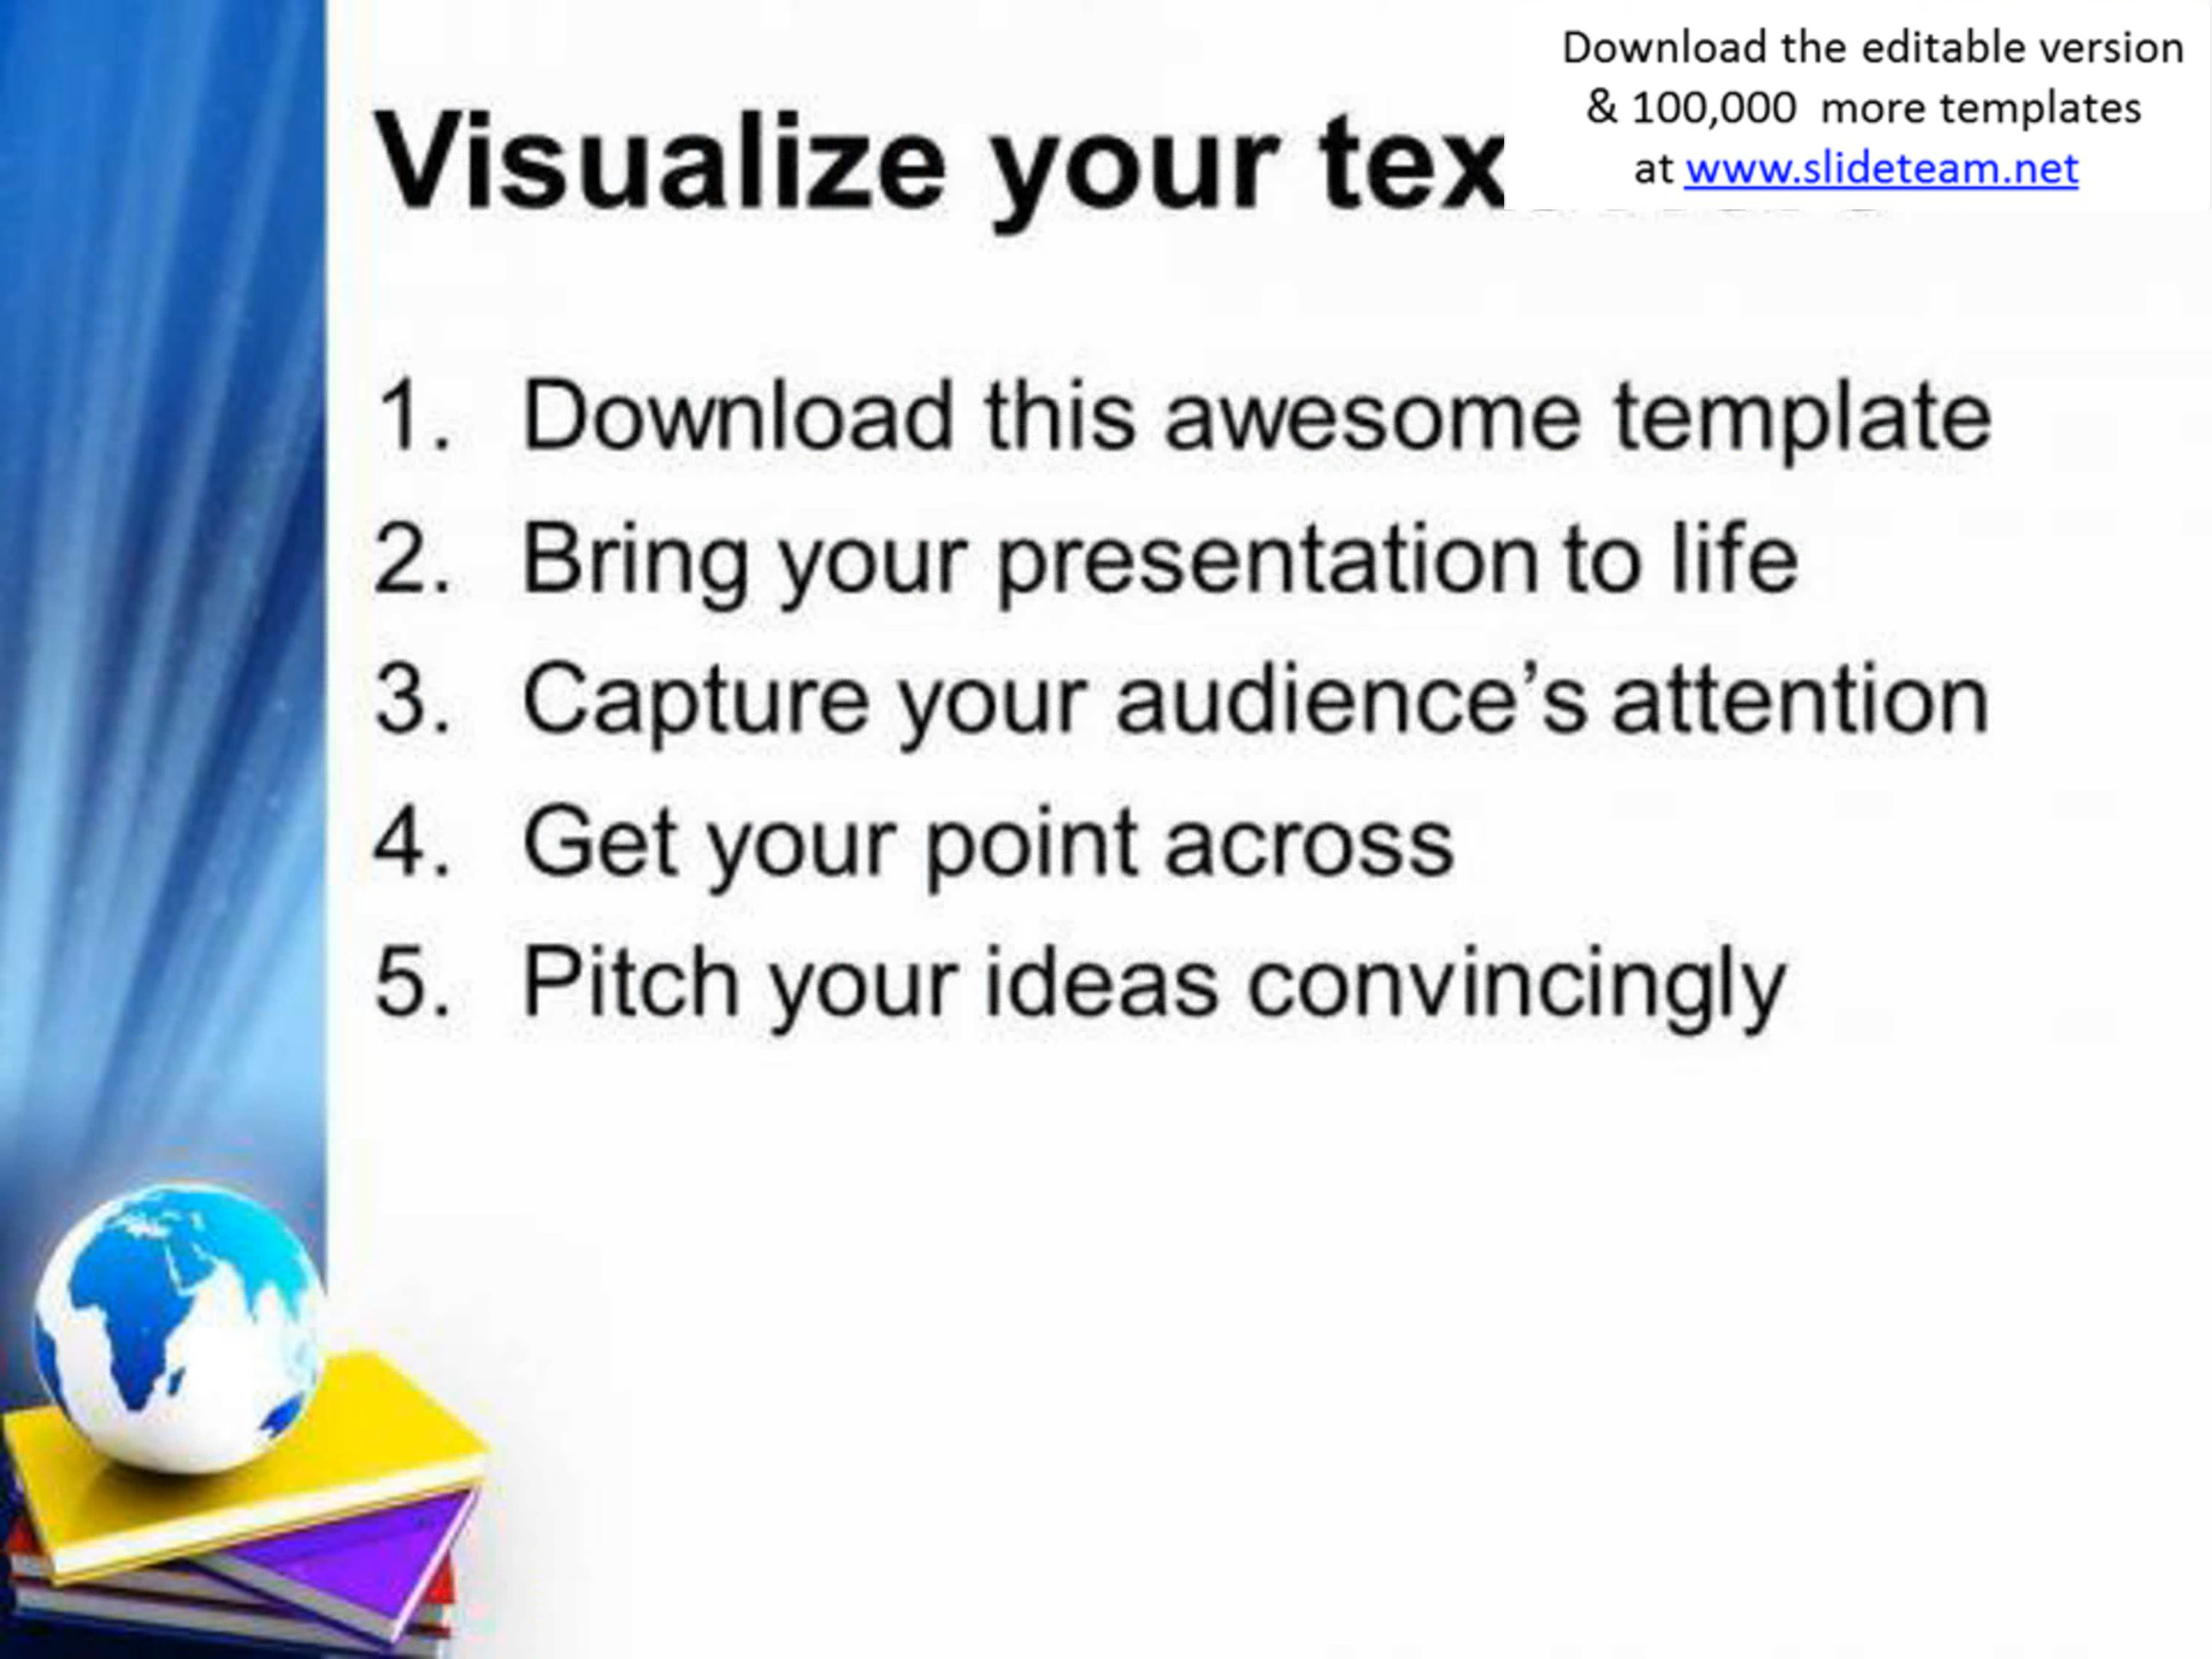 Download the editable version
& 100,000 more templates
at www.slideteam.net
Visualize your
1. Download this awesome template
2. Bring your presentation to life
3. Capture your audience’s attention
4. Get your point across
5. Pitch your ideas convincingly